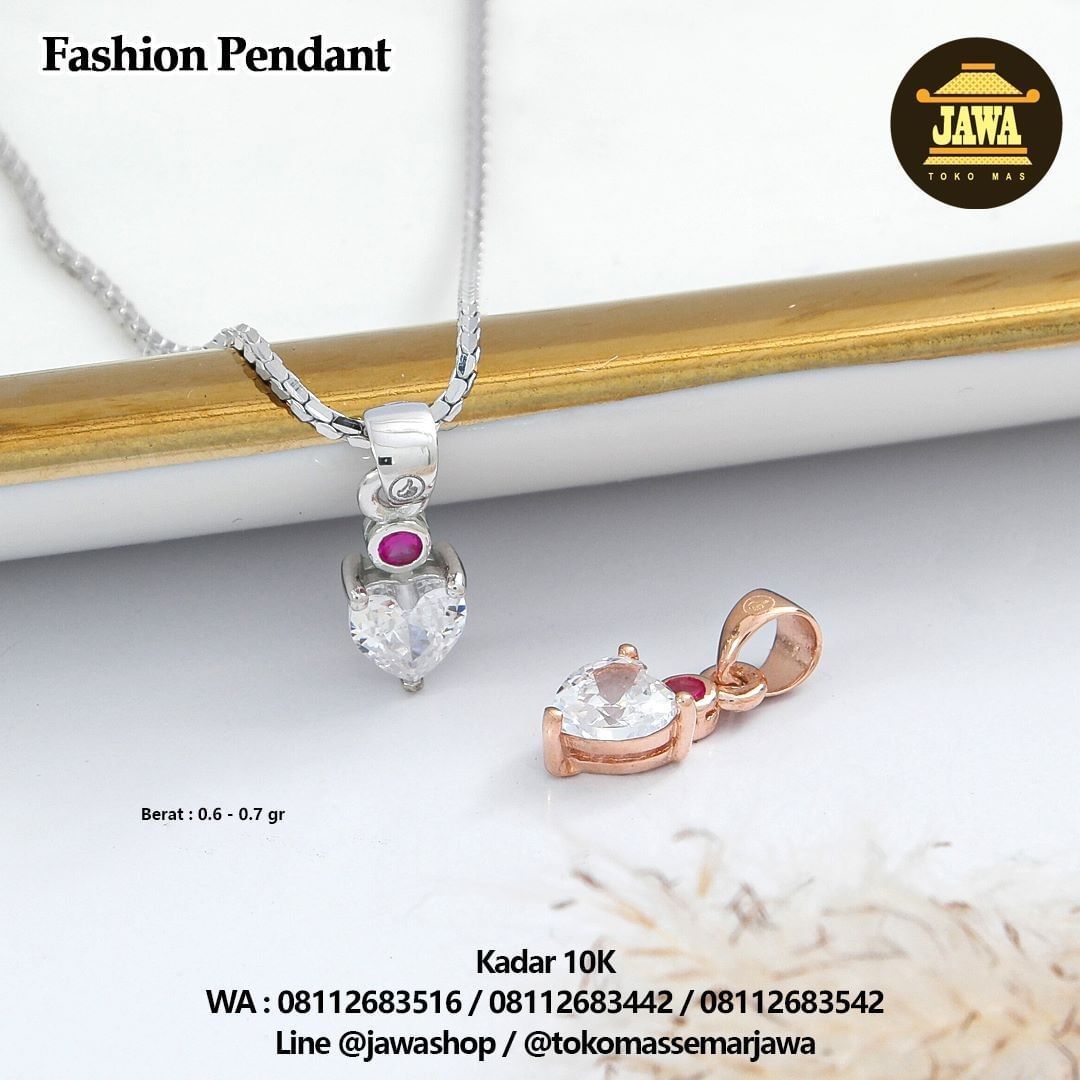 Fashion Pendant
JAWA
TOKO MAS
Berat : 0.6 - 0.7 gr
Kadar 10K
WA : 08112683516 / 08112683442 / 08112683542
Line @jawashop / @tokomassemarjawa